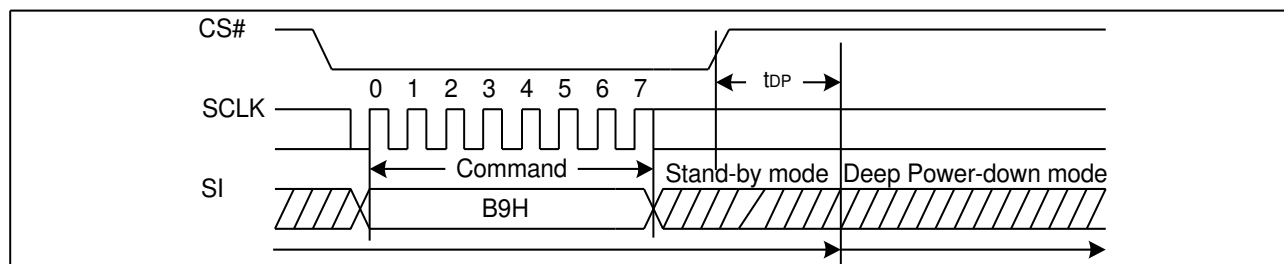 CS#
tDP
0 1 2 3 4 5 6 7
SCLK
Command
Stand-by mode Deep Power-down mode
SI
B9H